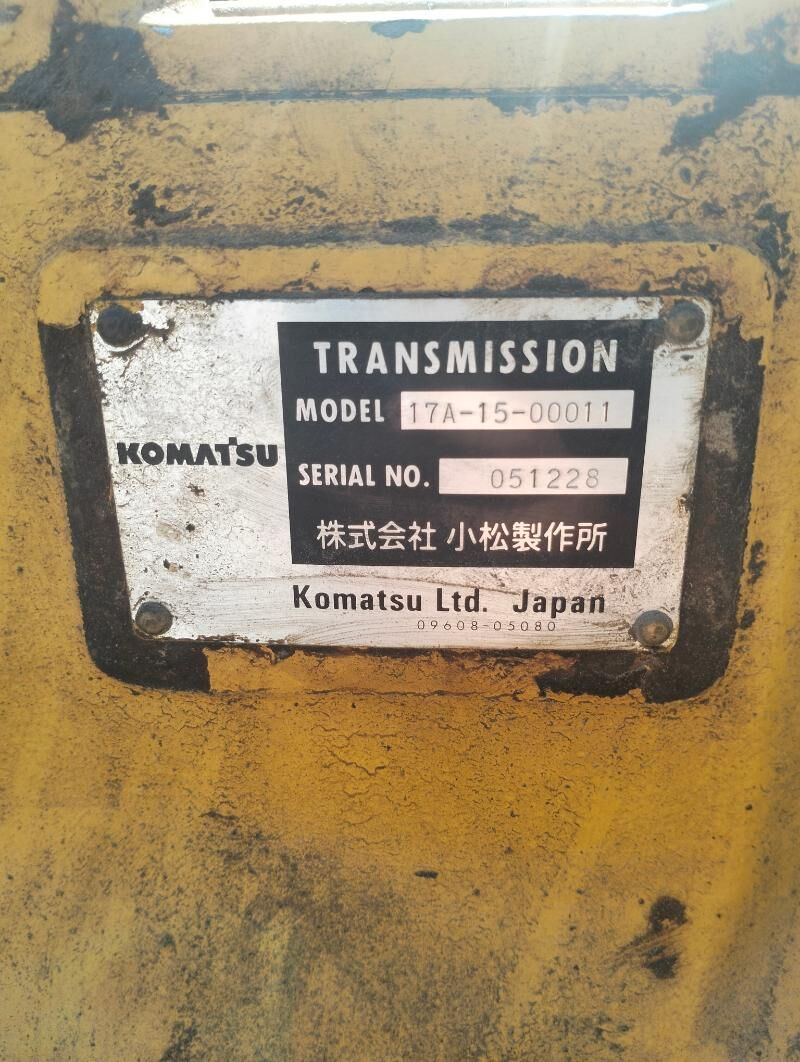 TRANSMISSION
MODEL 17A-15-00011
KOMATSU
SERIAL NO. 051228
株式会社 小松製作所
Komatsu Ltd. Japan
09608-05080